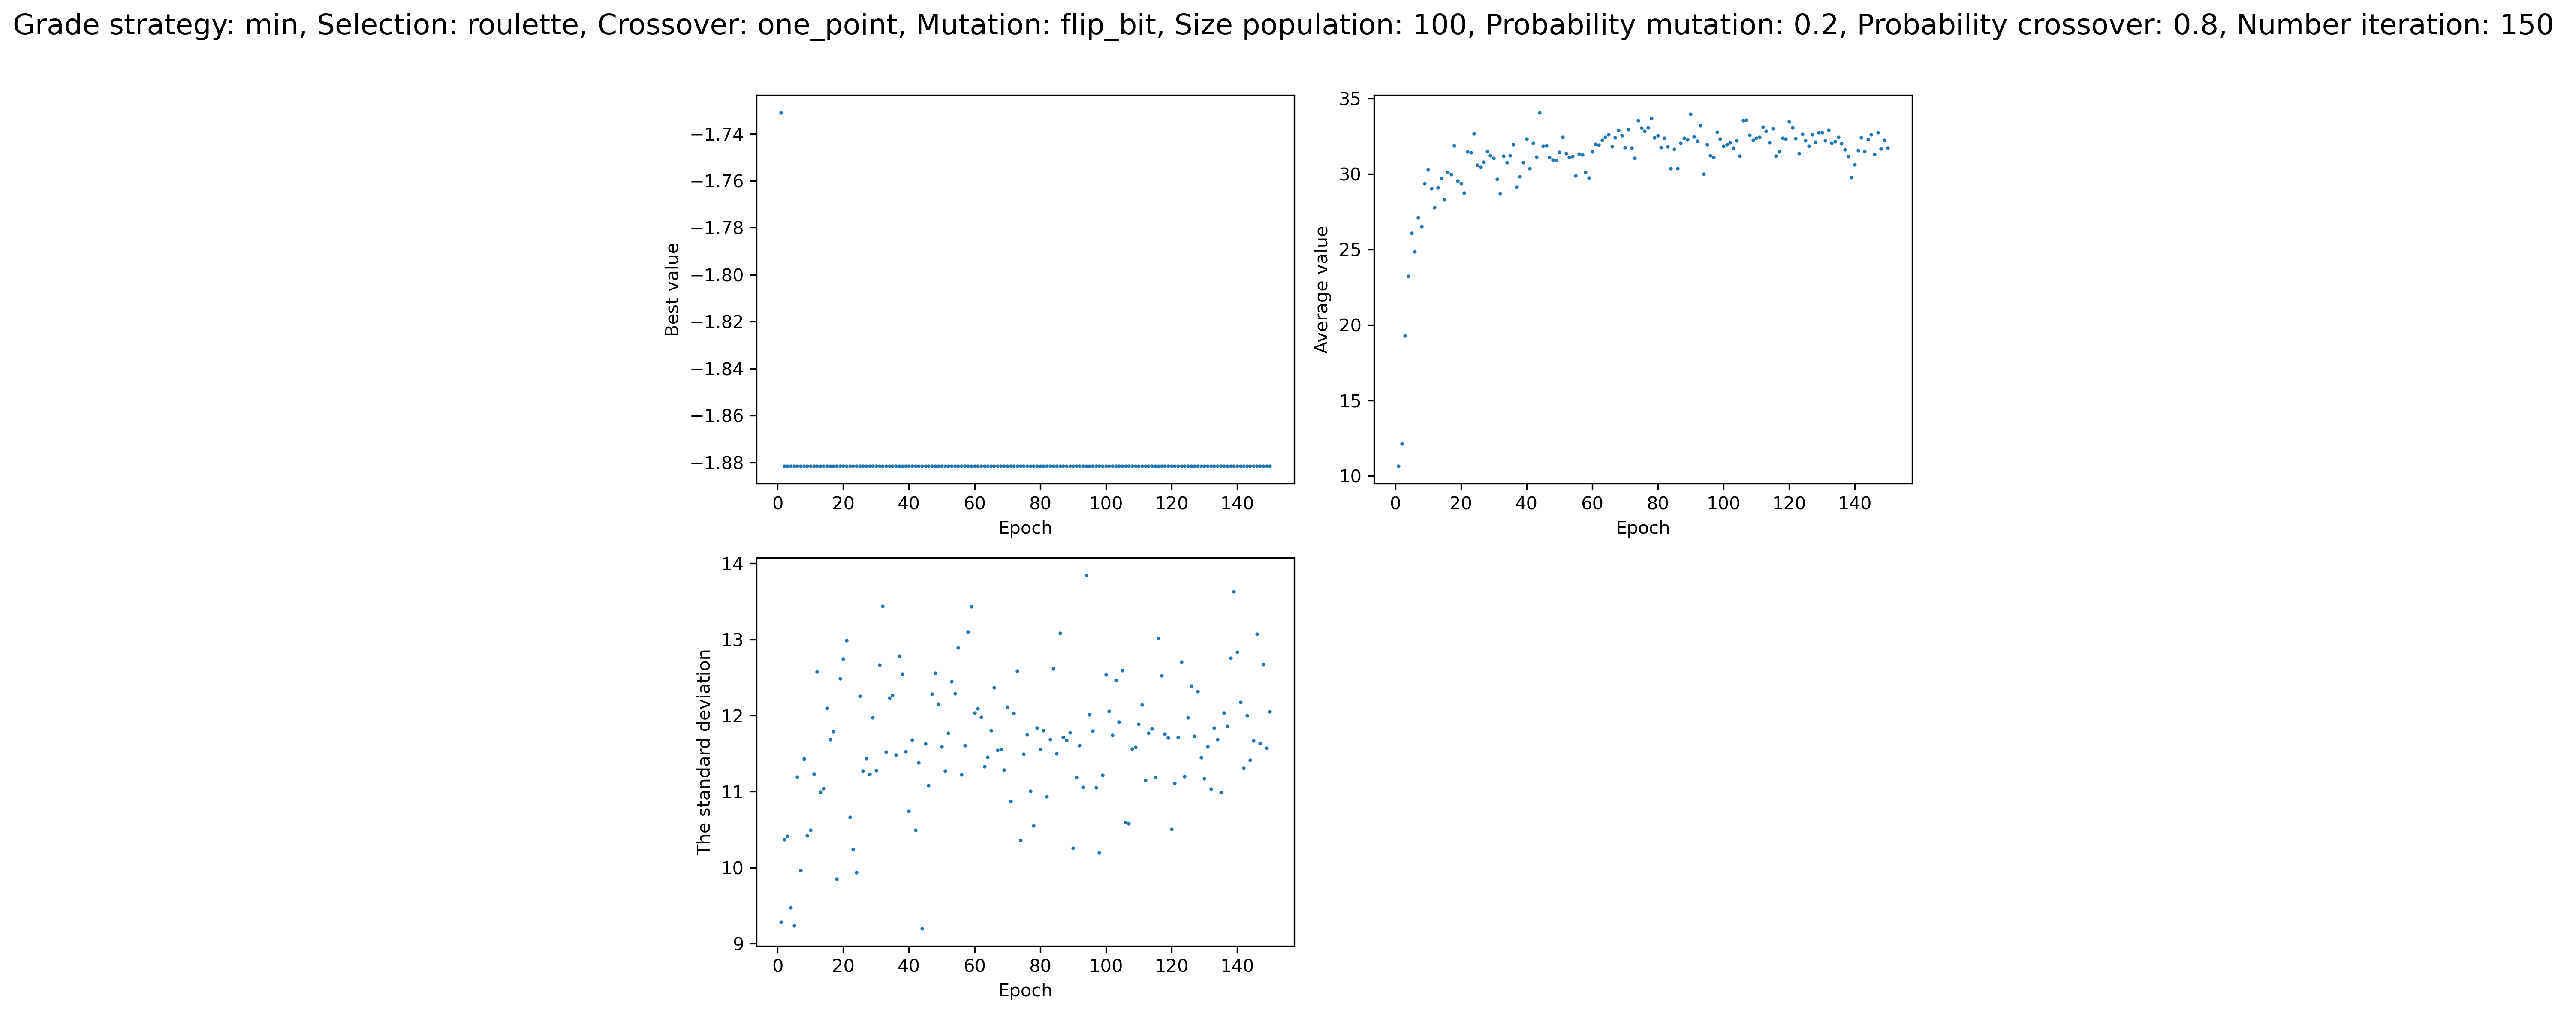 Grade strategy: min, Selection: roulette, Crossover: one_point, Mutation: flip_bit, Size population: 100, Probability mutation: 0.2, Probability crossover: 0.8, Number iteration: 150
−1.74
−1.76
−1.78
−1.80
−1.82
−1.84
−1.86
−1.88
Best value
0 20 40 60 80 100 120 140
Epoch
35
30
25
20
15
10
Average value
0 20 40 60 80 100 120 140
Epoch
14
13
12
11
10
9
The standard deviation
0 20 40 60 80 100 120 140
Epoch